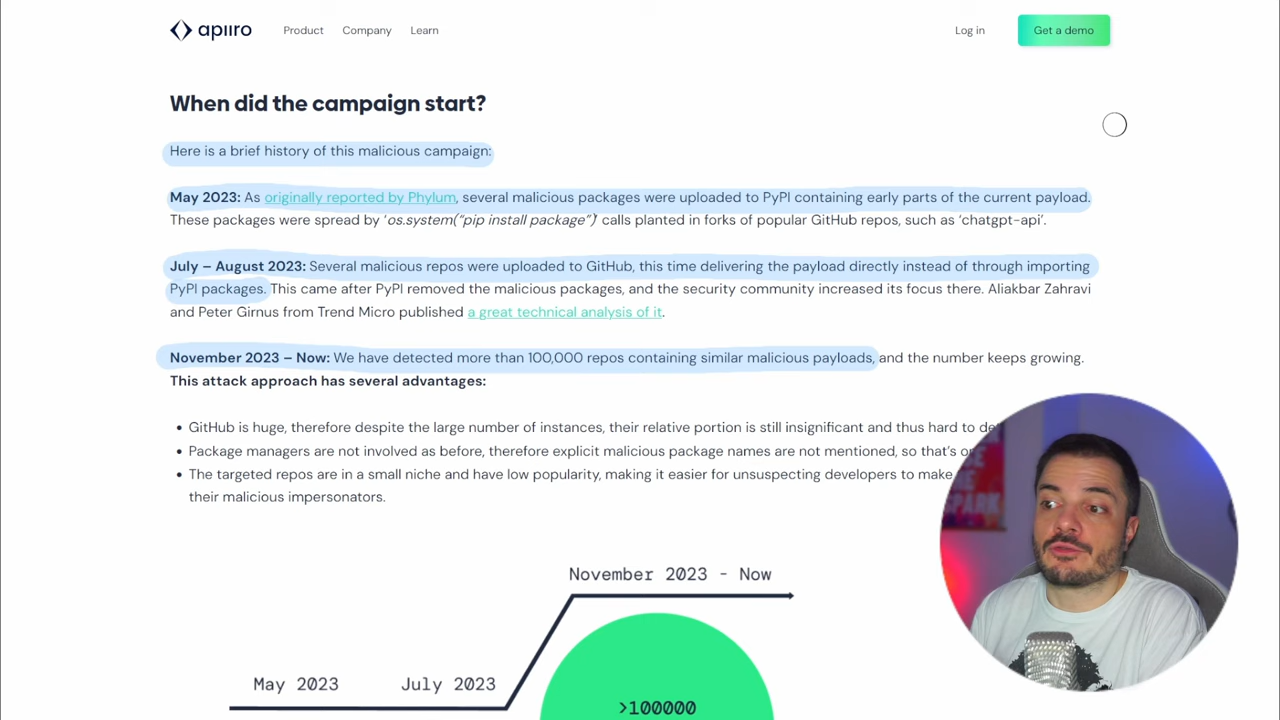 apiiro Product Company Learn Log in Get a demo
When did the campaign start?
Here is a brief history of this malicious campaign:
May 2023: As originally reported by Phylum, several malicious packages were uploaded to PyPI containing early parts of the current payload.
These packages were spread by ‘os.system(“pip install package”)’ calls planted in forks of popular GitHub repos, such as ‘chatgpt-api’.
July – August 2023: Several malicious repos were uploaded to GitHub, this time delivering the payload directly instead of through importing
PyPI packages. This came after PyPI removed the malicious packages, and the security community increased its focus there. Aliakbar Zahravi
and Peter Girnus from Trend Micro published a great technical analysis of it.
November 2023 – Now: We have detected more than 100,000 repos containing similar malicious payloads, and the number keeps growing.
This attack approach has several advantages:
• GitHub is huge, therefore despite the large number of instances, their relative portion is still insignificant and thus hard to
• Package managers are not involved as before, therefore explicit malicious package names are not mentioned, so that’s
• The targeted repos are in a small niche and have low popularity, making it easier for unsuspecting developers to make
their malicious impersonators.
November 2023 - Now
May 2023 July 2023
>100000